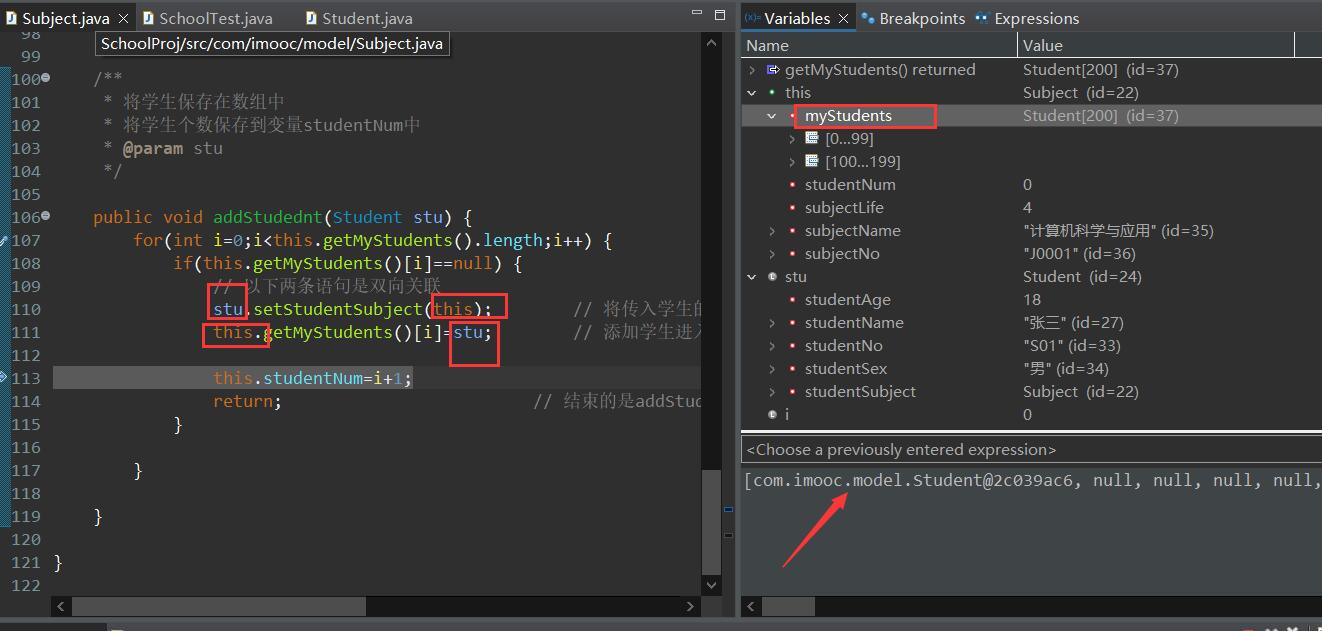 Subject.java
SchoolTest.java
Student.java
SchoolProj/src/com/imooc/model/Subject.java
98
99
100 /**
101 * 将学生保存在数组中
102 * 将学生个数保存到变量studentNum中
103 * @param stu
104 */
105
106 public void addStudednt(Student stu) {
107 for(int i=0;i<this.getMyStudents().length;i++) {
108 if(this.getMyStudents()[i]==null) {
109 // 以下两条语句是双向关联
110 stu.setStudentSubject(this); // 将传入学生的
111 this.getMyStudents()[i]=stu; // 添加学生进入
112
113 this.studentNum=i+1;
114 return; // 结束的是addStud
115 }
116
117 }
118
119 }
120
121 }
122
Variables
Breakpoints
Expressions
Name Value
getMyStudents() returned Student[200] (id=37)
this Subject (id=22)
myStudents Student[200] (id=37)
[0...99]
[100...199]
studentNum 0
subjectLife 4
subjectName "计算机科学与应用" (id=35)
subjectNo "J0001" (id=36)
stu Student (id=24)
studentAge 18
studentName "张三" (id=27)
studentNo "S01" (id=33)
studentSex "男" (id=34)
studentSubject Subject (id=22)
i 0
<Choose a previously entered expression>
[com.imooc.model.Student@2c039ac6, null, null, null, null,